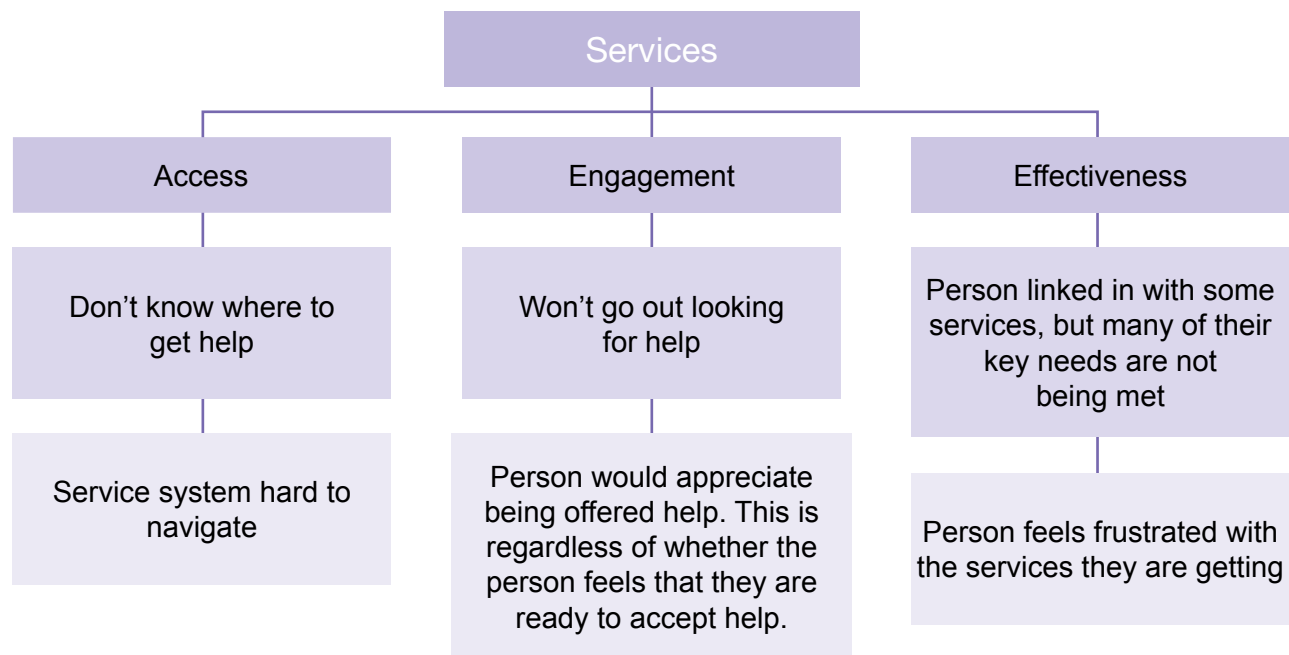 Services
Access
Don’t know where to
get help
Service system hard to
navigate
Engagement
Won’t go out looking
for help
Person would appreciate
being offered help. This is
regardless of whether the
person feels that they are
ready to accept help.
Effectiveness
Person linked in with some
services, but many of their
key needs are not
being met
Person feels frustrated with
the services they are getting